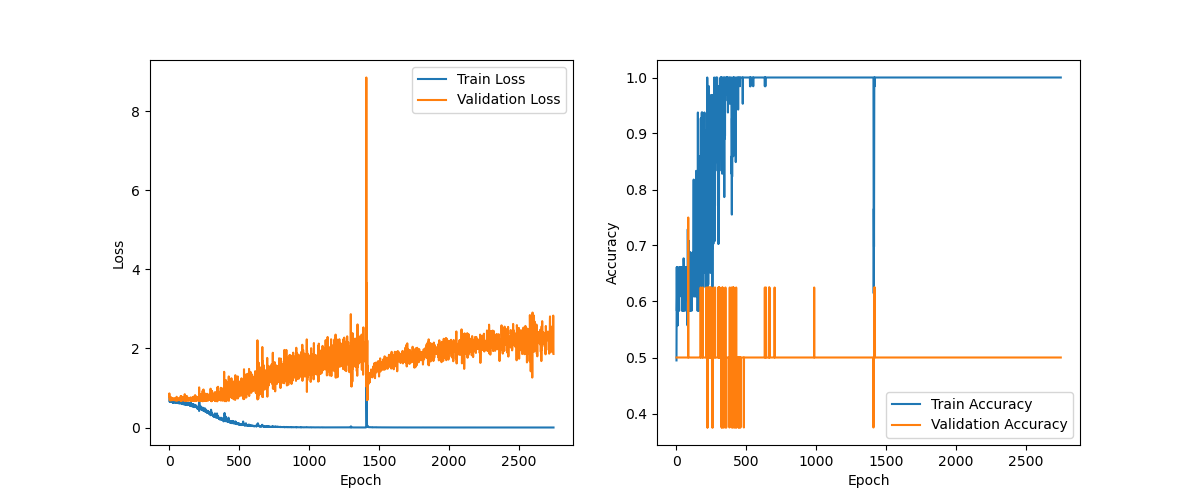 Train Loss
Validation Loss
8
6
4
2
0
Loss
0 500 1000 1500 2000 2500
Epoch
1.0
0.9
0.8
0.7
0.6
0.5
0.4
Accuracy
Train Accuracy
Validation Accuracy
0 500 1000 1500 2000 2500
Epoch